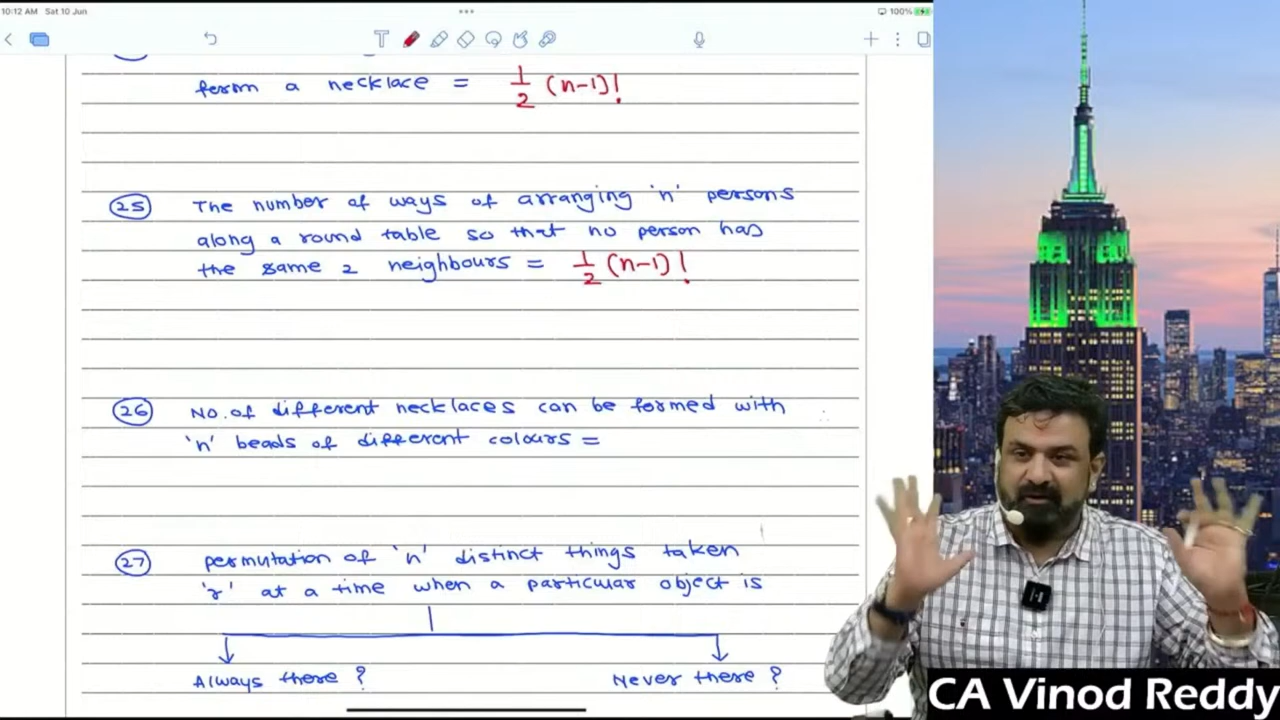 10:12 AM Sat 10 Jun
100%
form a necklace = 1/2 (n-1)!
25 The number of ways of arranging 'n' persons
along a round table so that no person has
the same 2 neighbours = 1/2 (n-1)!
26 No. of different necklaces can be formed with
'n' beads of different colours =
27 permutation of 'n' distinct things taken
'r' at a time when a particular object is
Always there ? Never there ?
CA Vinod Reddy